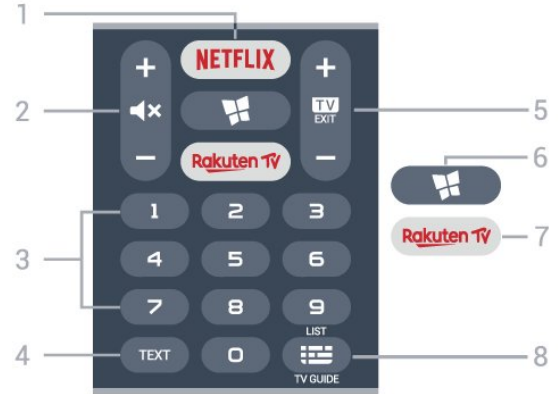 1
+ NETFLIX +
2 TV 5
EXIT
6
- Rakuten TV -
1 2 3
Rakuten TV 7
3 4 5 6
7 8 9
LIST
4 TEXT 0 8
TV GUIDE